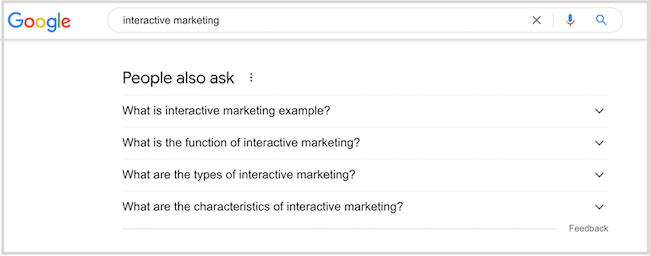 Google
interactive marketing
People also ask
What is interactive marketing example?
What is the function of interactive marketing?
What are the types of interactive marketing?
What are the characteristics of interactive marketing?
Feedback